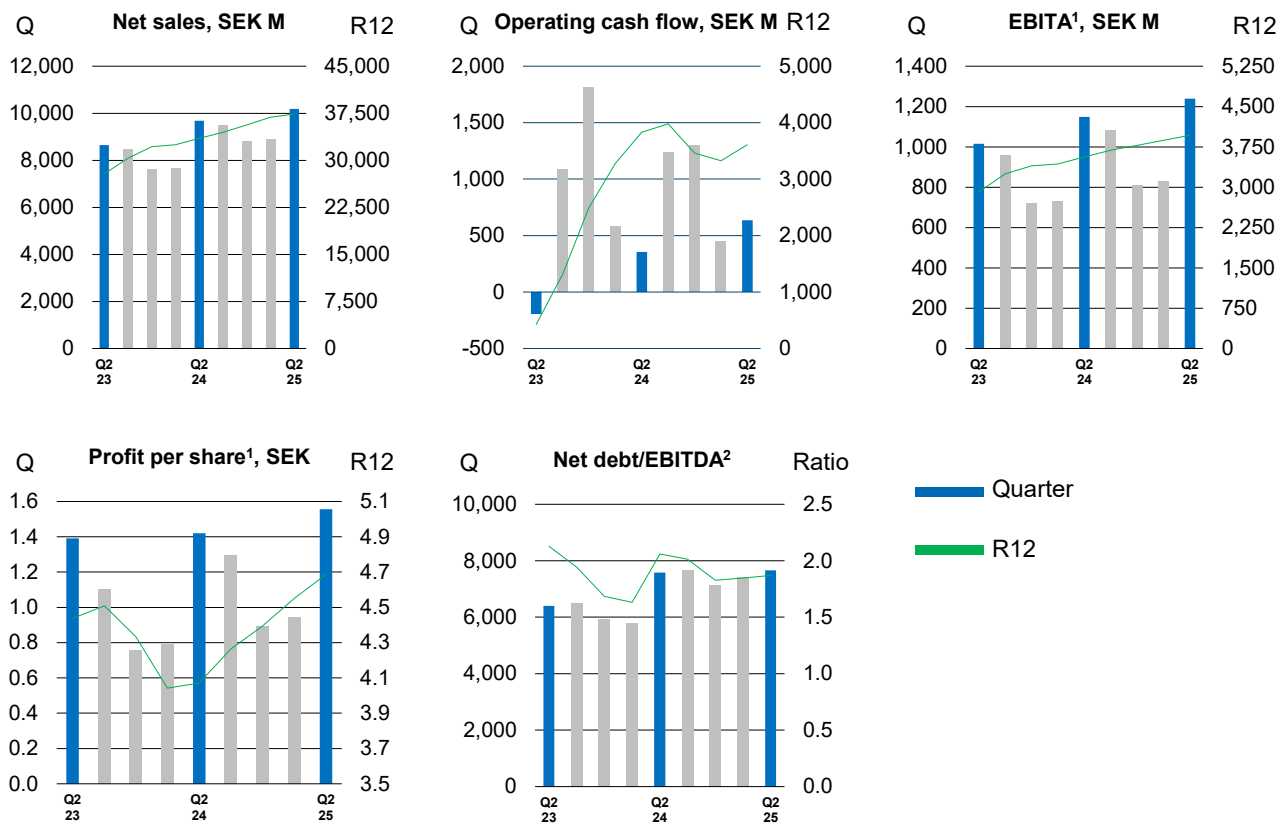 Q Net sales, SEK M R12
12,000 45,000
10,000 37,500
8,000 30,000
6,000 22,500
4,000 15,000
2,000 7,500
0 0
Q2 Q2 Q2
23 24 25
Q Operating cash flow, SEK M R12
2,000 5,000
1,500 4,000
1,000 3,000
500 2,000
0 1,000
-500 0
Q2 Q2 Q2
23 24 25
Q EBITA¹, SEK M R12
1,400 5,250
1,200 4,500
1,000 3,750
800 3,000
600 2,250
400 1,500
200 750
0 0
Q2 Q2 Q2
23 24 25
Q Profit per share¹, SEK R12
1.6 5.1
1.4 4.9
1.2 4.7
1.0 4.5
0.8 4.3
0.6 4.1
0.4 3.9
0.2 3.7
0.0 3.5
Q2 Q2 Q2
23 24 25
Q Net debt/EBITDA² Ratio
10,000 2.5
8,000 2.0
6,000 1.5
4,000 1.0
2,000 0.5
0 0.0
Q2 Q2 Q2
23 24 25
Quarter
R12